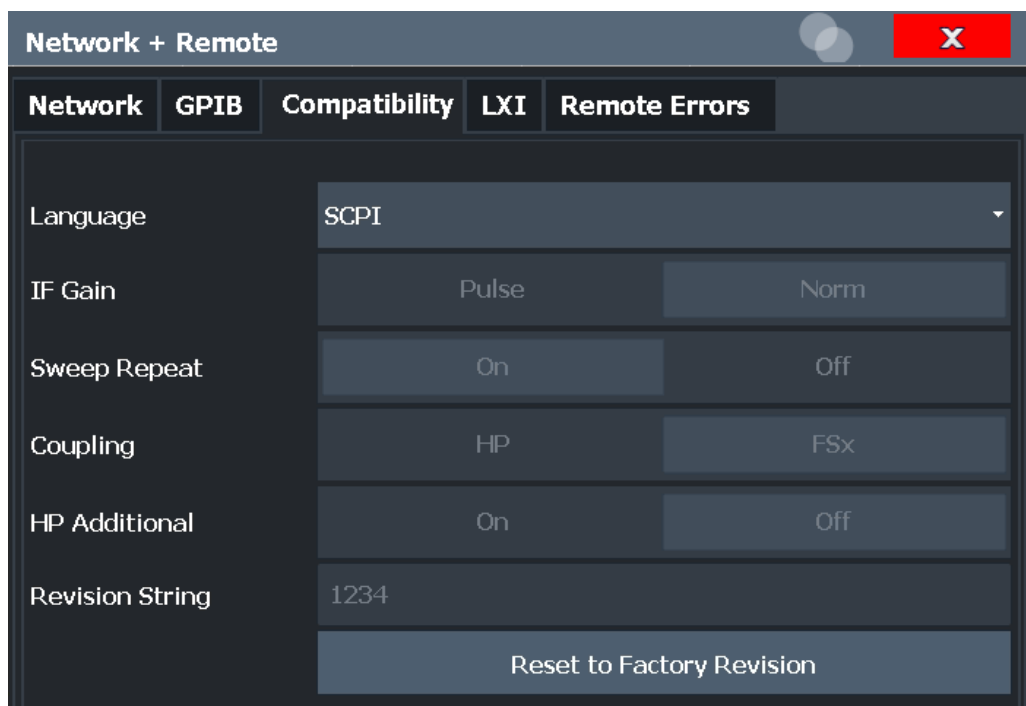 Network + Remote X
Network GPIB Compatibility LXI Remote Errors
Language SCPI
IF Gain Pulse Norm
Sweep Repeat On Off
Coupling HP FSx
HP Additional On Off
Revision String 1234
Reset to Factory Revision